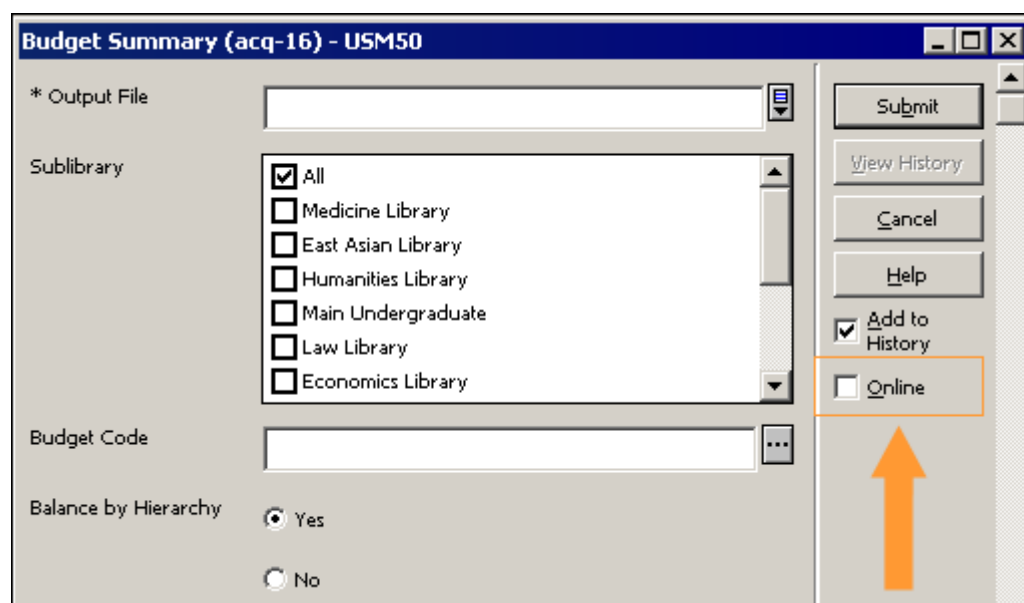 Budget Summary (acq-16) - USM50
* Output File
Submit
Sublibrary
All
Medicine Library
East Asian Library
Humanities Library
Main Undergraduate
Law Library
Economics Library
View History
Cancel
Help
Add to
History
Online
Budget Code
...
Balance by Hierarchy
Yes
No